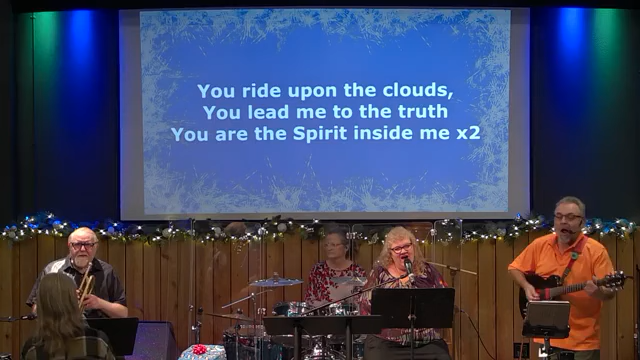 You ride upon the clouds,
You lead me to the truth
You are the Spirit inside me x2